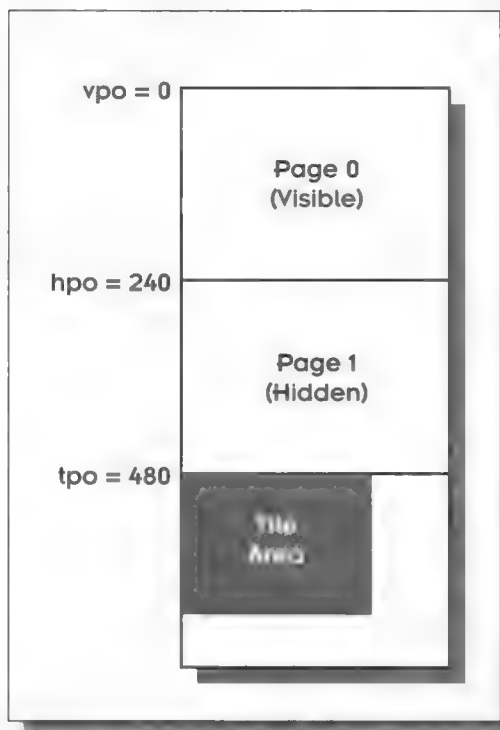 vpo = 0
Page 0
(Visible)
hpo = 240
Page 1
(Hidden)
tpo = 480
Tile
Area